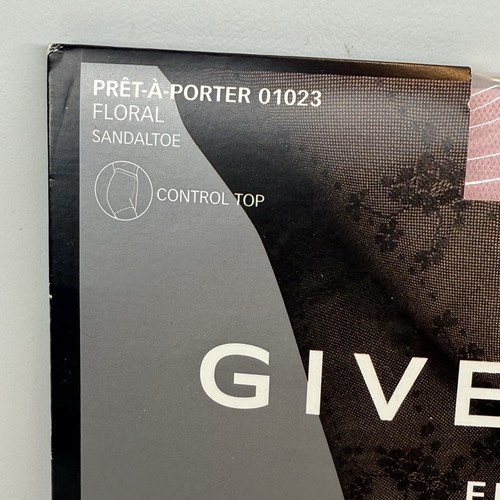 PRÊT-À-PORTER 01023
FLORAL
SANDALTOE
CONTROL TOP
GIVE